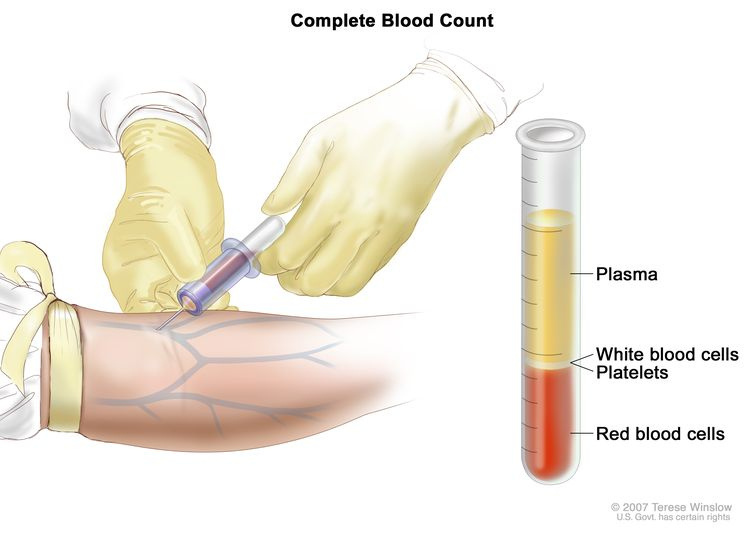 Complete Blood Count
Plasma
White blood cells
Platelets
Red blood cells
© 2007 Terese Winslow
U.S. Govt. has certain rights